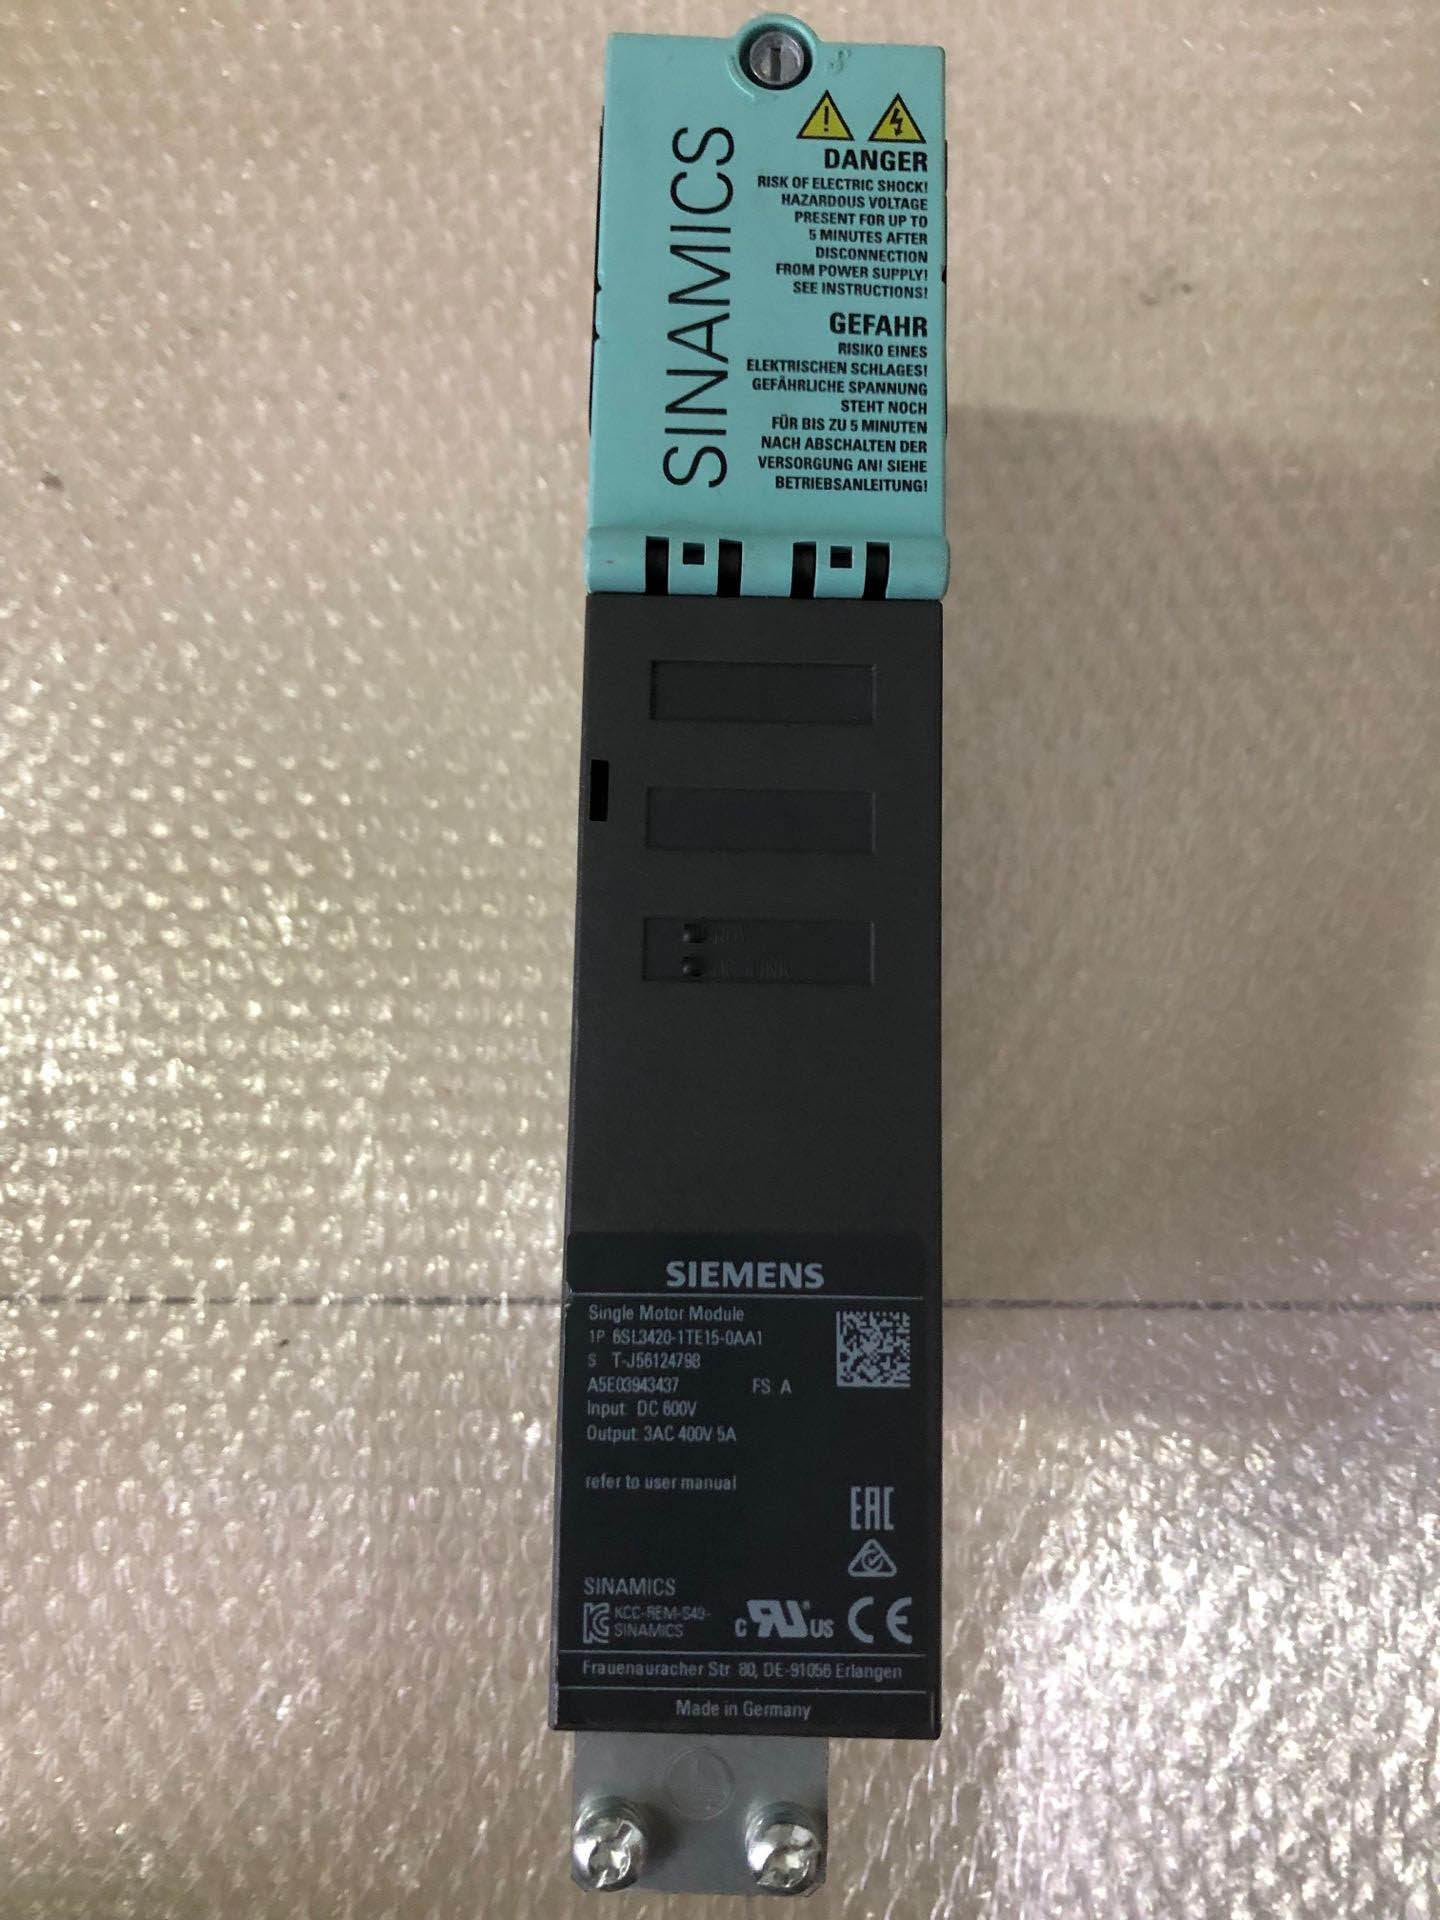 SINAMICS
DANGER
RISK OF ELECTRIC SHOCK!
HAZARDOUS VOLTAGE
PRESENT FOR UP TO
5 MINUTES AFTER
DISCONNECTION
FROM POWER SUPPLY!
SEE INSTRUCTIONS!
GEFAHR
RISIKO EINES
ELEKTRISCHEN SCHLAGES!
GEFÄHRLICHE SPANNUNG
STEHT NOCH
FÜR BIS ZU 5 MINUTEN
NACH ABSCHALTEN DER
VERSORGUNG AN! SIEHE
BETRIEBSANLEITUNG!
RDY
DC LINK
SIEMENS
Single Motor Module
1P 6SL3420-1TE15-0AA1
S T-J56124798
A5E03943437 FS: A
Input: DC 600V
Output: 3AC 400V 5A
refer to user manual
EAC
SINAMICS
KCC-REM-S49-
SINAMICS
c RU US CE
Frauenauracher Str. 80, DE-91056 Erlangen
Made in Germany